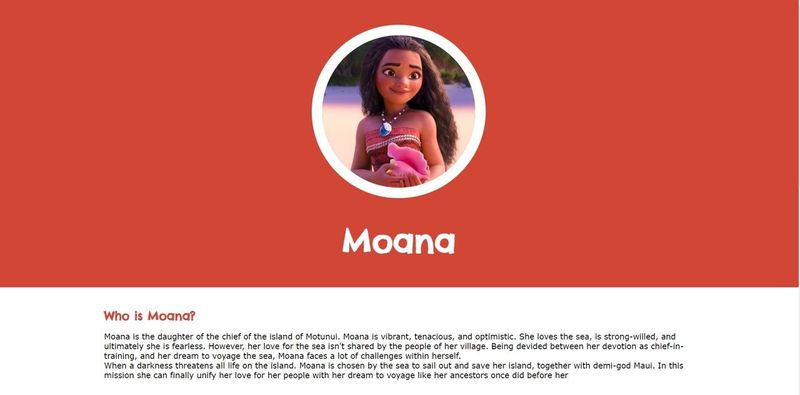 Moana
Who is Moana?
Moana is the daughter of the chief of the island of Motunui. Moana is vibrant, tenacious, and optimistic. She loves the sea, is strong-willed, and
ultimately she is fearless. However, her love for the sea isn't shared by the people of her village. Being devided between her devotion as chief-in-
training, and her dream to voyage the sea, Moana faces a lot of challenges within herself.
When a darkness threatens all life on the island. Moana is chosen by the sea to sail out and save her island, together with demi-god Maui. In this
mission she can finally unify her love for her people with her dream to voyage like her ancestors once did before her